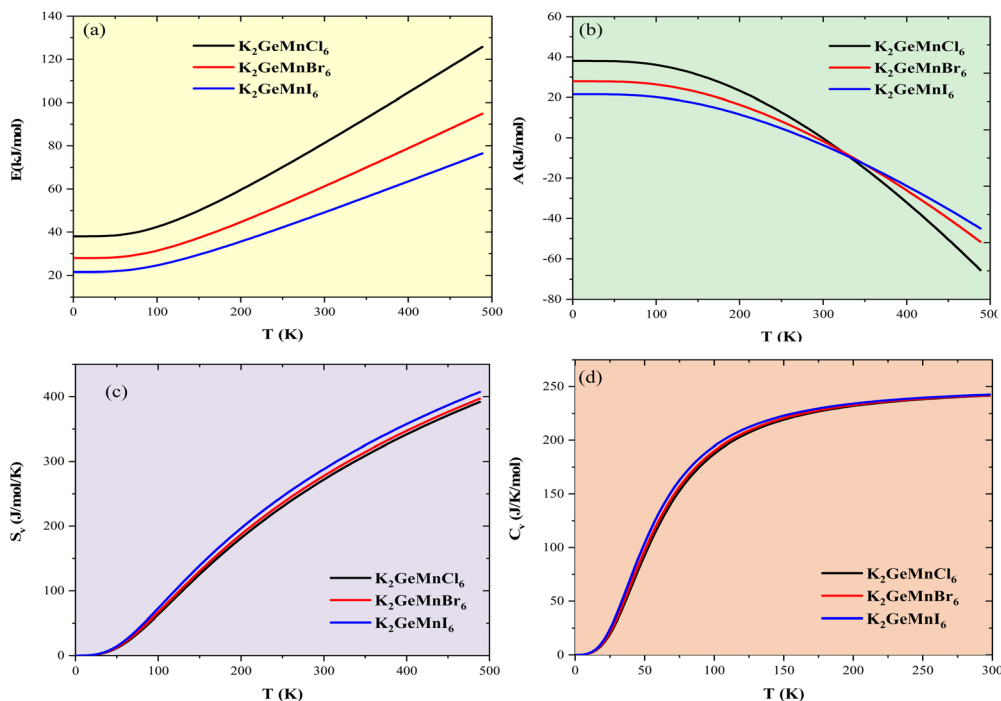 (a)
K₂GeMnCl₆
K₂GeMnBr₆
K₂GeMnI₆
E(kJ/mol)
140
120
100
80
60
40
20
0 100 200 300 400 500
T (K)
(b)
K₂GeMnCl₆
K₂GeMnBr₆
K₂GeMnI₆
A (kJ/mol)
60
40
20
0
-20
-40
-60
-80
0 100 200 300 400 500
T (K)
(c)
K₂GeMnCl₆
K₂GeMnBr₆
K₂GeMnI₆
Sᵥ (J/mol/K)
400
300
200
100
0
0 100 200 300 400 500
T (K)
(d)
K₂GeMnCl₆
K₂GeMnBr₆
K₂GeMnI₆
Cᵥ (J/K/mol)
250
200
150
100
50
0
0 50 100 150 200 250 300
T (K)